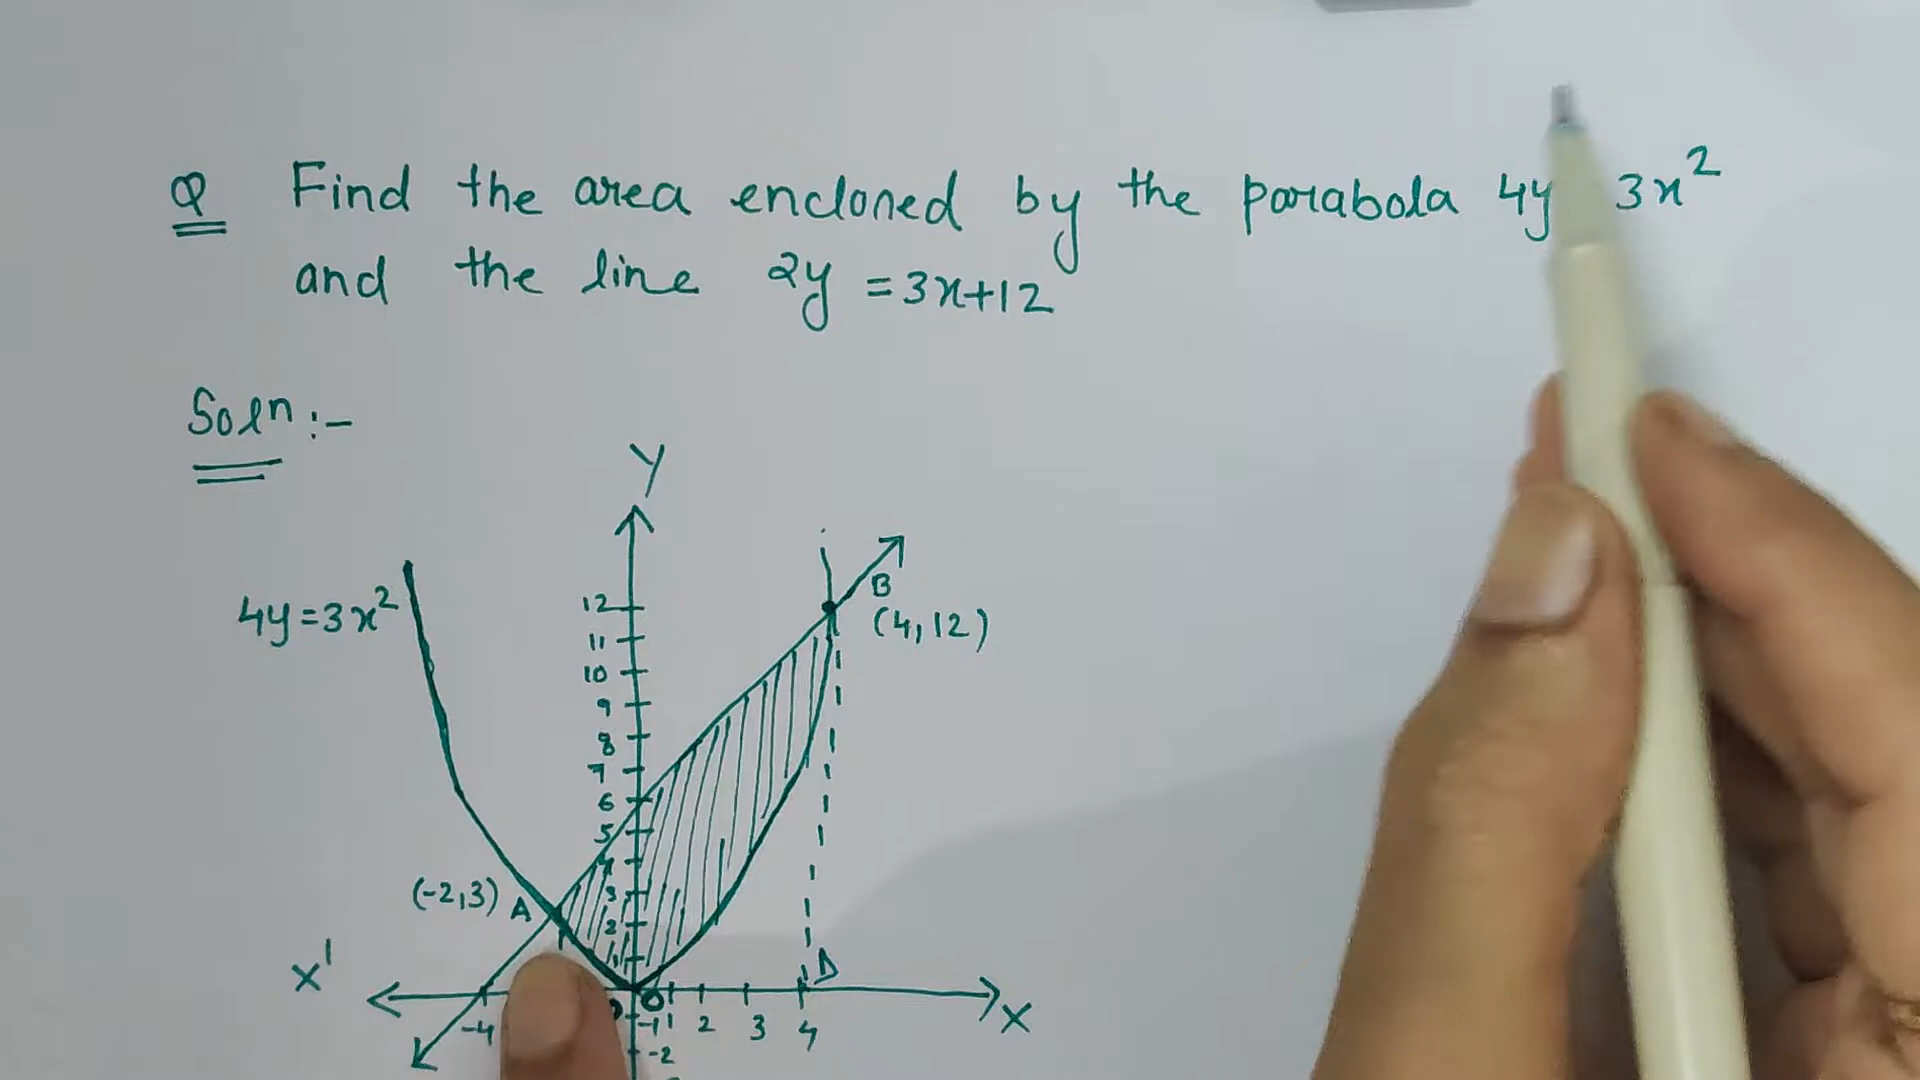 Q Find the area enclosed by the parabola 4y 3x²
and the line 2y = 3x+12
Soln :-
Y
4y=3x²
B
(4,12)
12
11
10
9
8
7
6
5
4
3
2
1
(-2,3) A
X'
D
O
-4
-1 1 2 3 4
X
-2